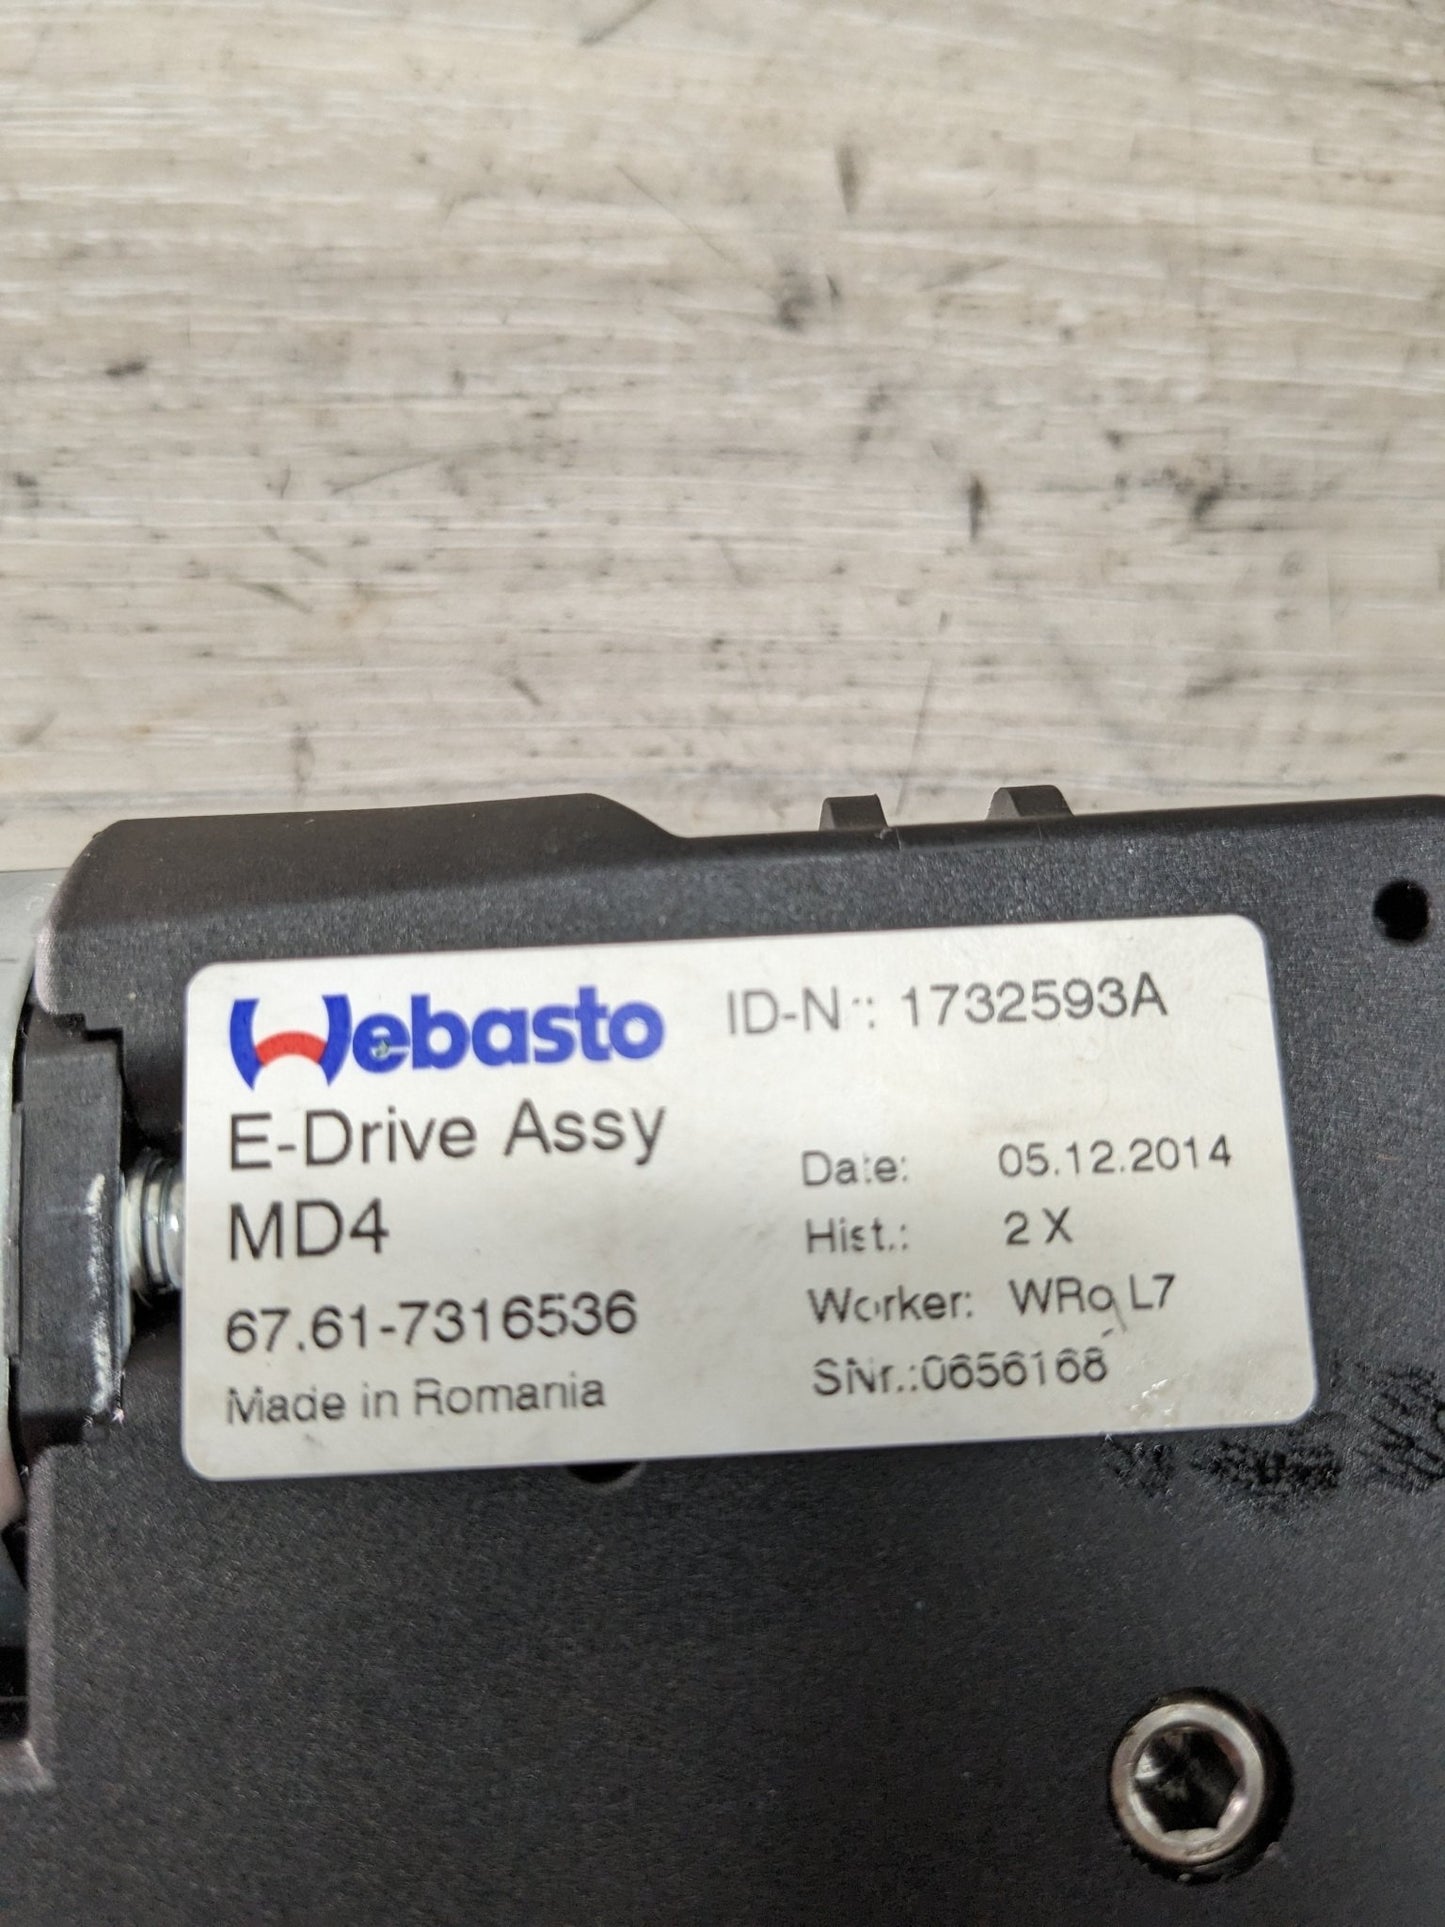 Webasto
ID-N : 1732593A
E-Drive Assy
MD4
67.61-7316536
Made in Romania
Date: 05.12.2014
Hist.: 2 X
Worker: WRo L7
SNr.:0656168